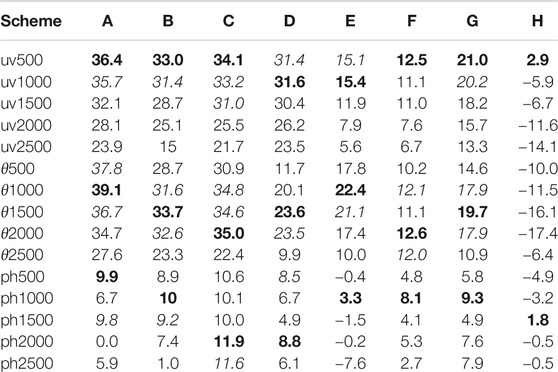 Scheme A B C D E F G H
uv500 36.4 33.0 34.1 31.4 15.1 12.5 21.0 2.9
uv1000 35.7 31.4 33.2 31.6 15.4 11.1 20.2 −5.9
uv1500 32.1 28.7 31.0 30.4 11.9 11.0 18.2 −6.7
uv2000 28.1 25.1 25.5 26.2 7.9 7.6 15.7 −11.6
uv2500 23.9 15 21.7 23.5 5.6 6.7 13.3 −14.1
θ500 37.8 28.7 30.9 11.7 17.8 10.2 14.6 −10.0
θ1000 39.1 31.6 34.8 20.1 22.4 12.1 17.9 −11.5
θ1500 36.7 33.7 34.6 23.6 21.1 11.1 19.7 −16.1
θ2000 34.7 32.6 35.0 23.5 17.4 12.6 17.9 −17.4
θ2500 27.6 23.3 22.4 9.9 10.0 12.0 10.9 −6.4
ph500 9.9 8.9 10.6 8.5 −0.4 4.8 5.8 −4.9
ph1000 6.7 10 10.1 6.7 3.3 8.1 9.3 −3.2
ph1500 9.8 9.2 10.0 4.9 −1.5 4.1 4.9 1.8
ph2000 0.0 7.4 11.9 8.8 −0.2 5.3 7.6 −0.5
ph2500 5.9 1.0 11.6 6.1 −7.6 2.7 7.9 −0.5